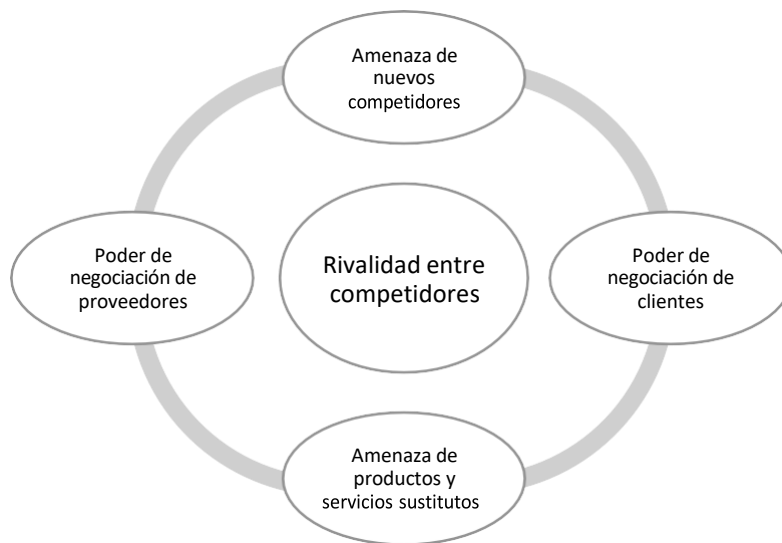 Amenaza de
nuevos
competidores
Poder de
negociación de
proveedores
Rivalidad entre
competidores
Poder de
negociación de
clientes
Amenaza de
productos y
servicios sustitutos